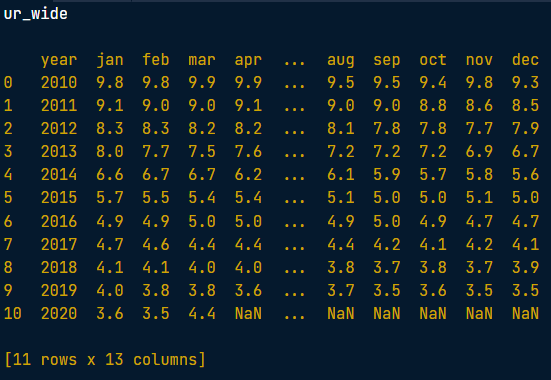 ur_wide
year jan feb mar apr ... aug sep oct nov dec
0 2010 9.8 9.8 9.9 9.9 ... 9.5 9.5 9.4 9.8 9.3
1 2011 9.1 9.0 9.0 9.1 ... 9.0 9.0 8.8 8.6 8.5
2 2012 8.3 8.3 8.2 8.2 ... 8.1 7.8 7.8 7.7 7.9
3 2013 8.0 7.7 7.5 7.6 ... 7.2 7.2 7.2 6.9 6.7
4 2014 6.6 6.7 6.7 6.2 ... 6.1 5.9 5.7 5.8 5.6
5 2015 5.7 5.5 5.4 5.4 ... 5.1 5.0 5.0 5.1 5.0
6 2016 4.9 4.9 5.0 5.0 ... 4.9 5.0 4.9 4.7 4.7
7 2017 4.7 4.6 4.4 4.4 ... 4.4 4.2 4.1 4.2 4.1
8 2018 4.1 4.1 4.0 4.0 ... 3.8 3.7 3.8 3.7 3.9
9 2019 4.0 3.8 3.8 3.6 ... 3.7 3.5 3.6 3.5 3.5
10 2020 3.6 3.5 4.4 NaN ... NaN NaN NaN NaN NaN
[11 rows x 13 columns]